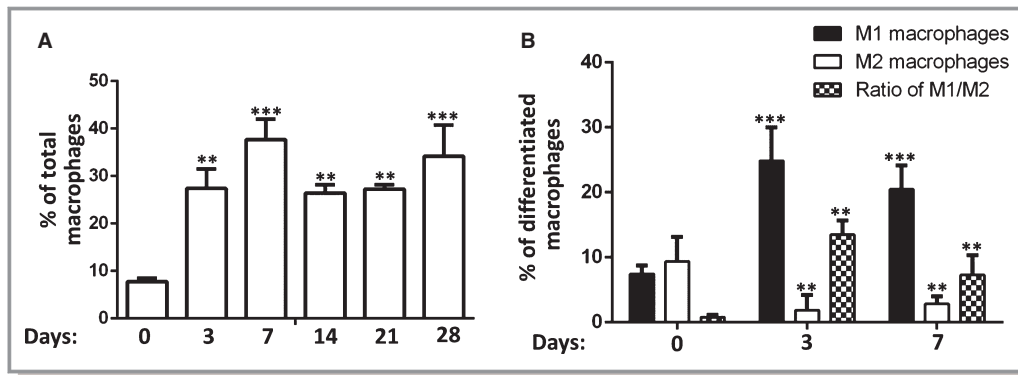 A
50
40
30
20
10
0
% of total
macrophages
**
***
**
**
***
Days: 0 3 7 14 21 28
B
M1 macrophages
M2 macrophages
Ratio of M1/M2
40
30
20
10
0
% of differentiated
macrophages
***
**
**
***
**
**
Days: 0 3 7